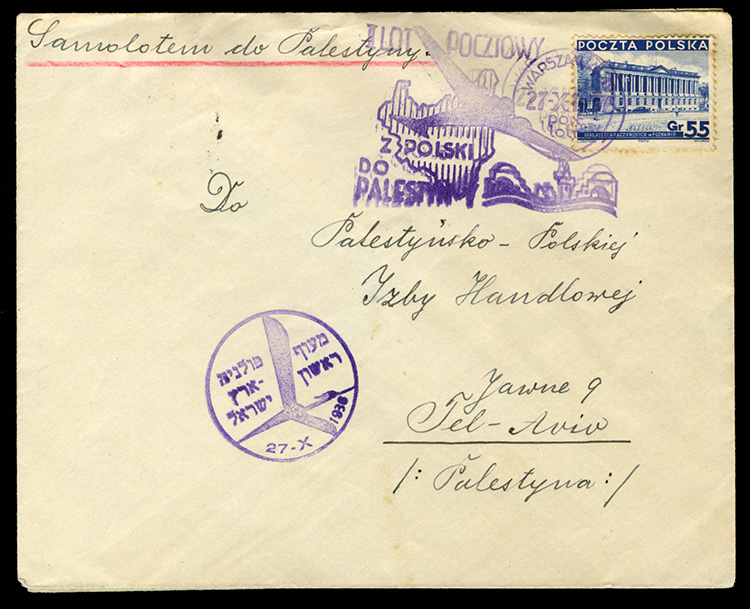 Samolotem do Palestyny.
I LOT POCZTOWY
Z POLSKI
DO
PALESTYNY
WARSZAWA
27.X
POCZTA POLSKA
Gr 55
Do
Palestyńsko - Polskiej
Izby Handlowej
Jawne 9
Tel - Aviv
/: Palestyna :/
מעוף
ראשון
פולניה
-ארץ
ישראל
1936
27-X